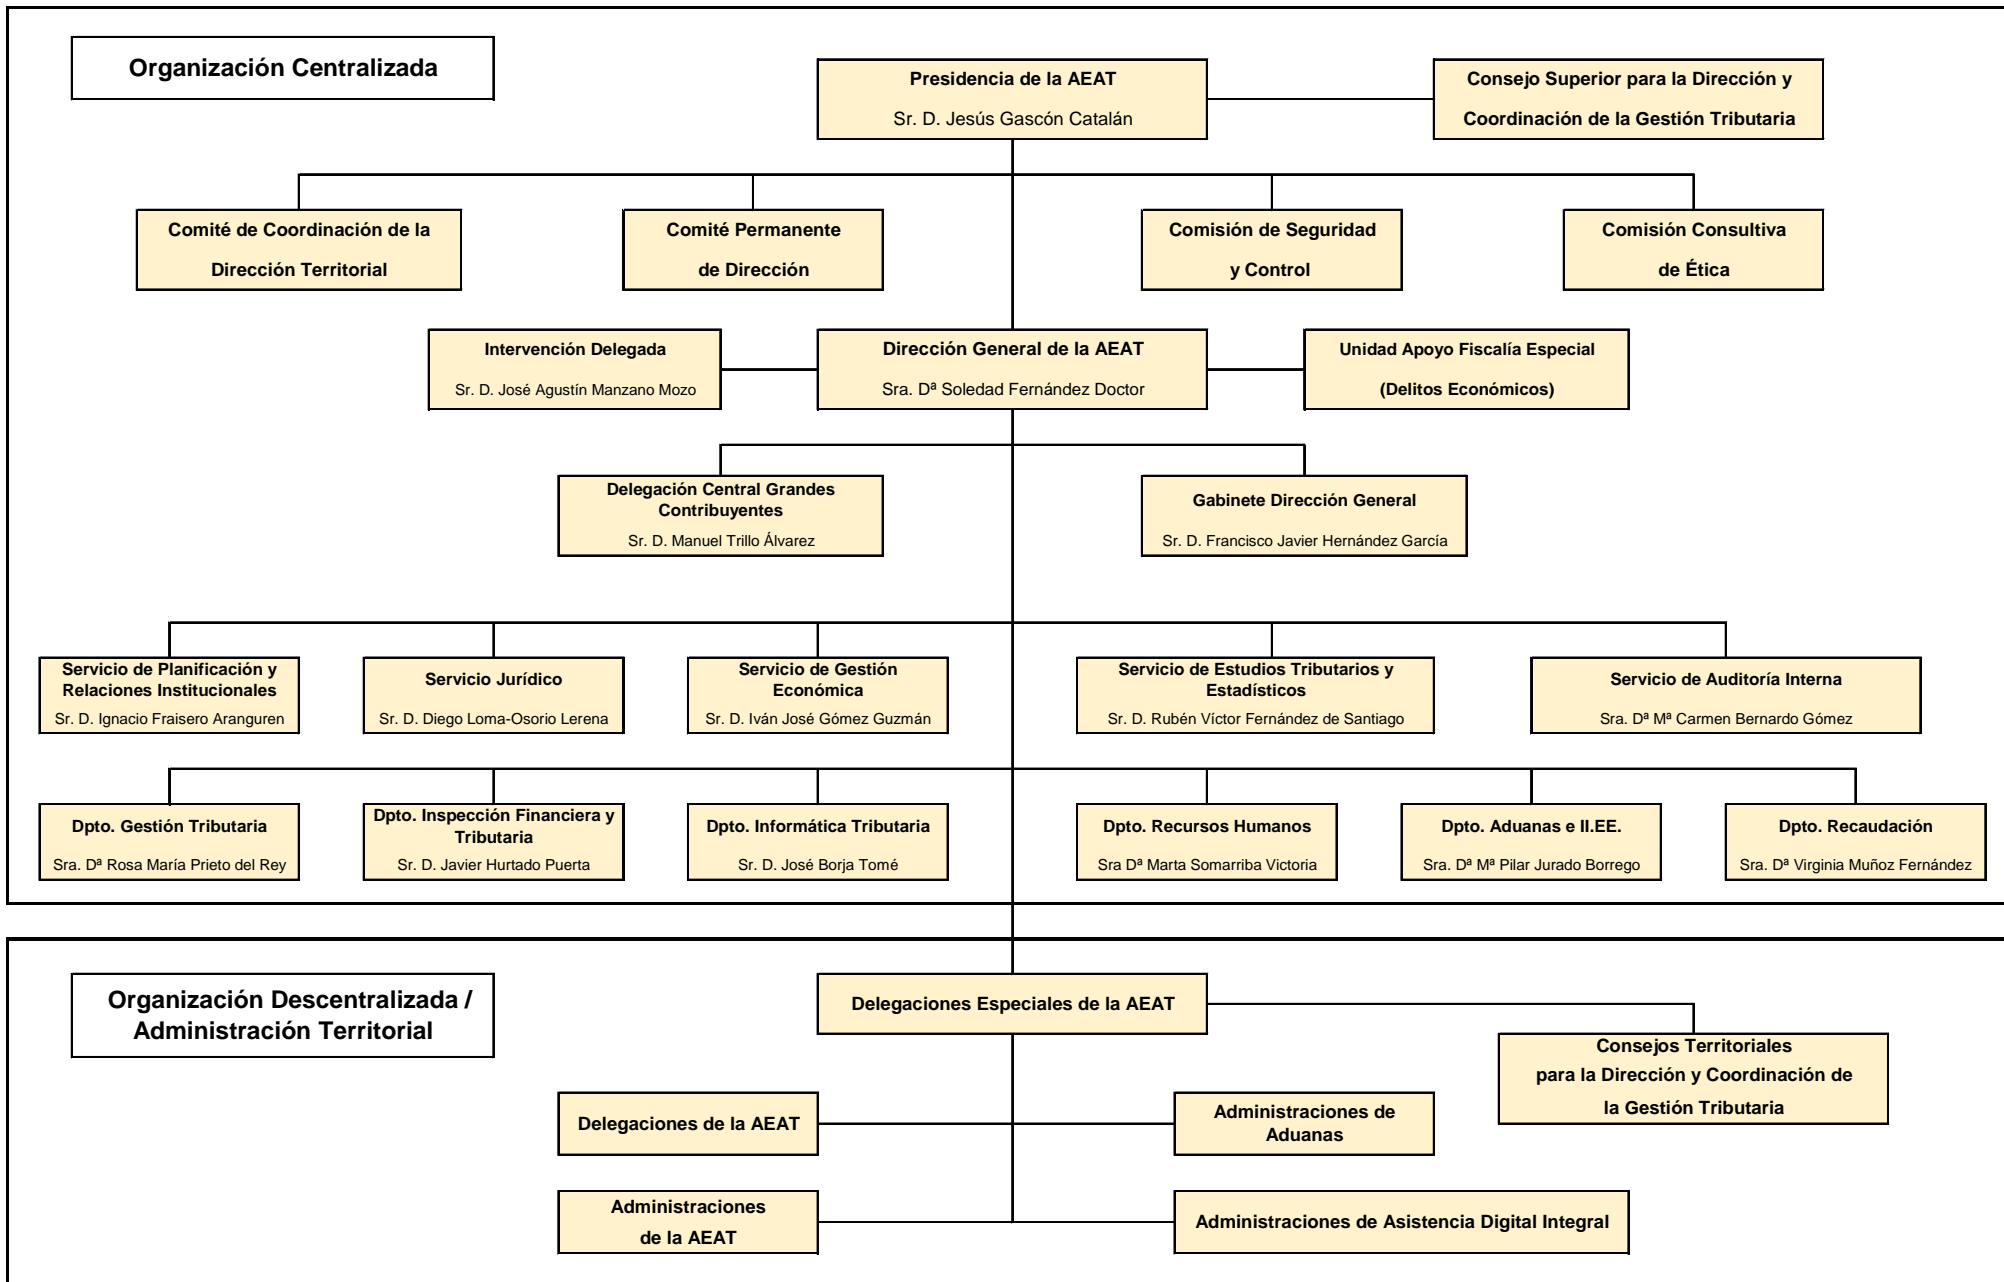 Organización Centralizada
Presidencia de la AEAT
Sr. D. Jesús Gascón Catalán
Consejo Superior para la Dirección y
Coordinación de la Gestión Tributaria
Comité de Coordinación de la
Dirección Territorial
Comité Permanente
de Dirección
Comisión de Seguridad
y Control
Comisión Consultiva
de Ética
Intervención Delegada
Sr. D. José Agustín Manzano Mozo
Dirección General de la AEAT
Sra. Dª Soledad Fernández Doctor
Unidad Apoyo Fiscalía Especial
(Delitos Económicos)
Delegación Central Grandes
Contribuyentes
Sr. D. Manuel Trillo Álvarez
Gabinete Dirección General
Sr. D. Francisco Javier Hernández García
Servicio de Planificación y
Relaciones Institucionales
Sr. D. Ignacio Fraisero Aranguren
Servicio Jurídico
Sr. D. Diego Loma-Osorio Lerena
Servicio de Gestión
Económica
Sr. D. Iván José Gómez Guzmán
Servicio de Estudios Tributarios y
Estadísticos
Sr. D. Rubén Víctor Fernández de Santiago
Servicio de Auditoría Interna
Sra. Dª Mª Carmen Bernardo Gómez
Dpto. Gestión Tributaria
Sra. Dª Rosa María Prieto del Rey
Dpto. Inspección Financiera y
Tributaria
Sr. D. Javier Hurtado Puerta
Dpto. Informática Tributaria
Sr. D. José Borja Tomé
Dpto. Recursos Humanos
Sra Dª Marta Somarriba Victoria
Dpto. Aduanas e II.EE.
Sra. Dª Mª Pilar Jurado Borrego
Dpto. Recaudación
Sra. Dª Virginia Muñoz Fernández
Organización Descentralizada /
Administración Territorial
Delegaciones Especiales de la AEAT
Consejos Territoriales
para la Dirección y Coordinación de
la Gestión Tributaria
Delegaciones de la AEAT
Administraciones de
Aduanas
Administraciones
de la AEAT
Administraciones de Asistencia Digital Integral